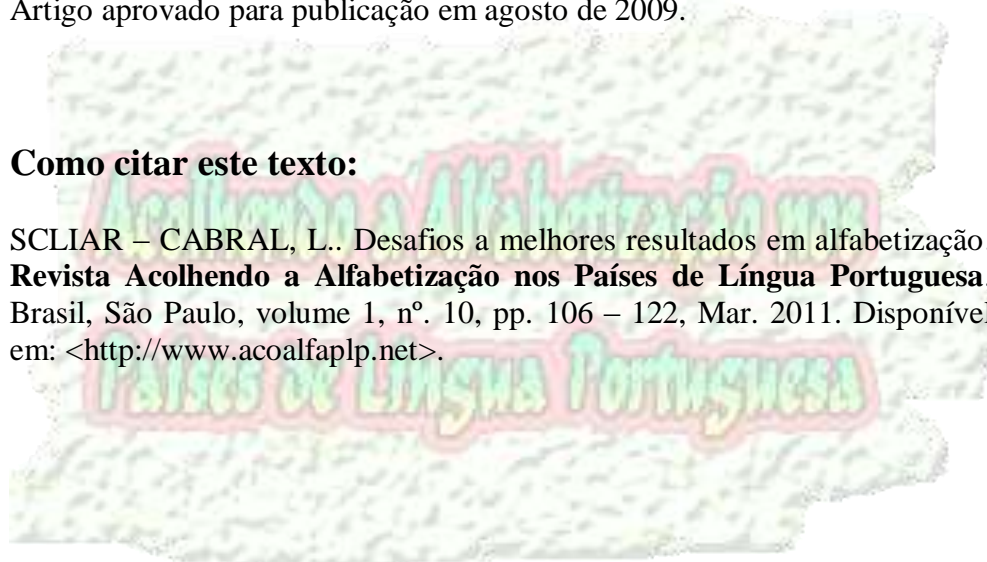 Artigo aprovado para publicação em agosto de 2009.
Como citar este texto:
Acolhendo a Alfabetização nos
SCLIAR – CABRAL, L.. Desafios a melhores resultados em alfabetização.
Revista Acolhendo a Alfabetização nos Países de Língua Portuguesa.
Brasil, São Paulo, volume 1, nº. 10, pp. 106 – 122, Mar. 2011. Disponível
em: <http://www.acoalfaplp.net>.
Países de Língua Portuguesa